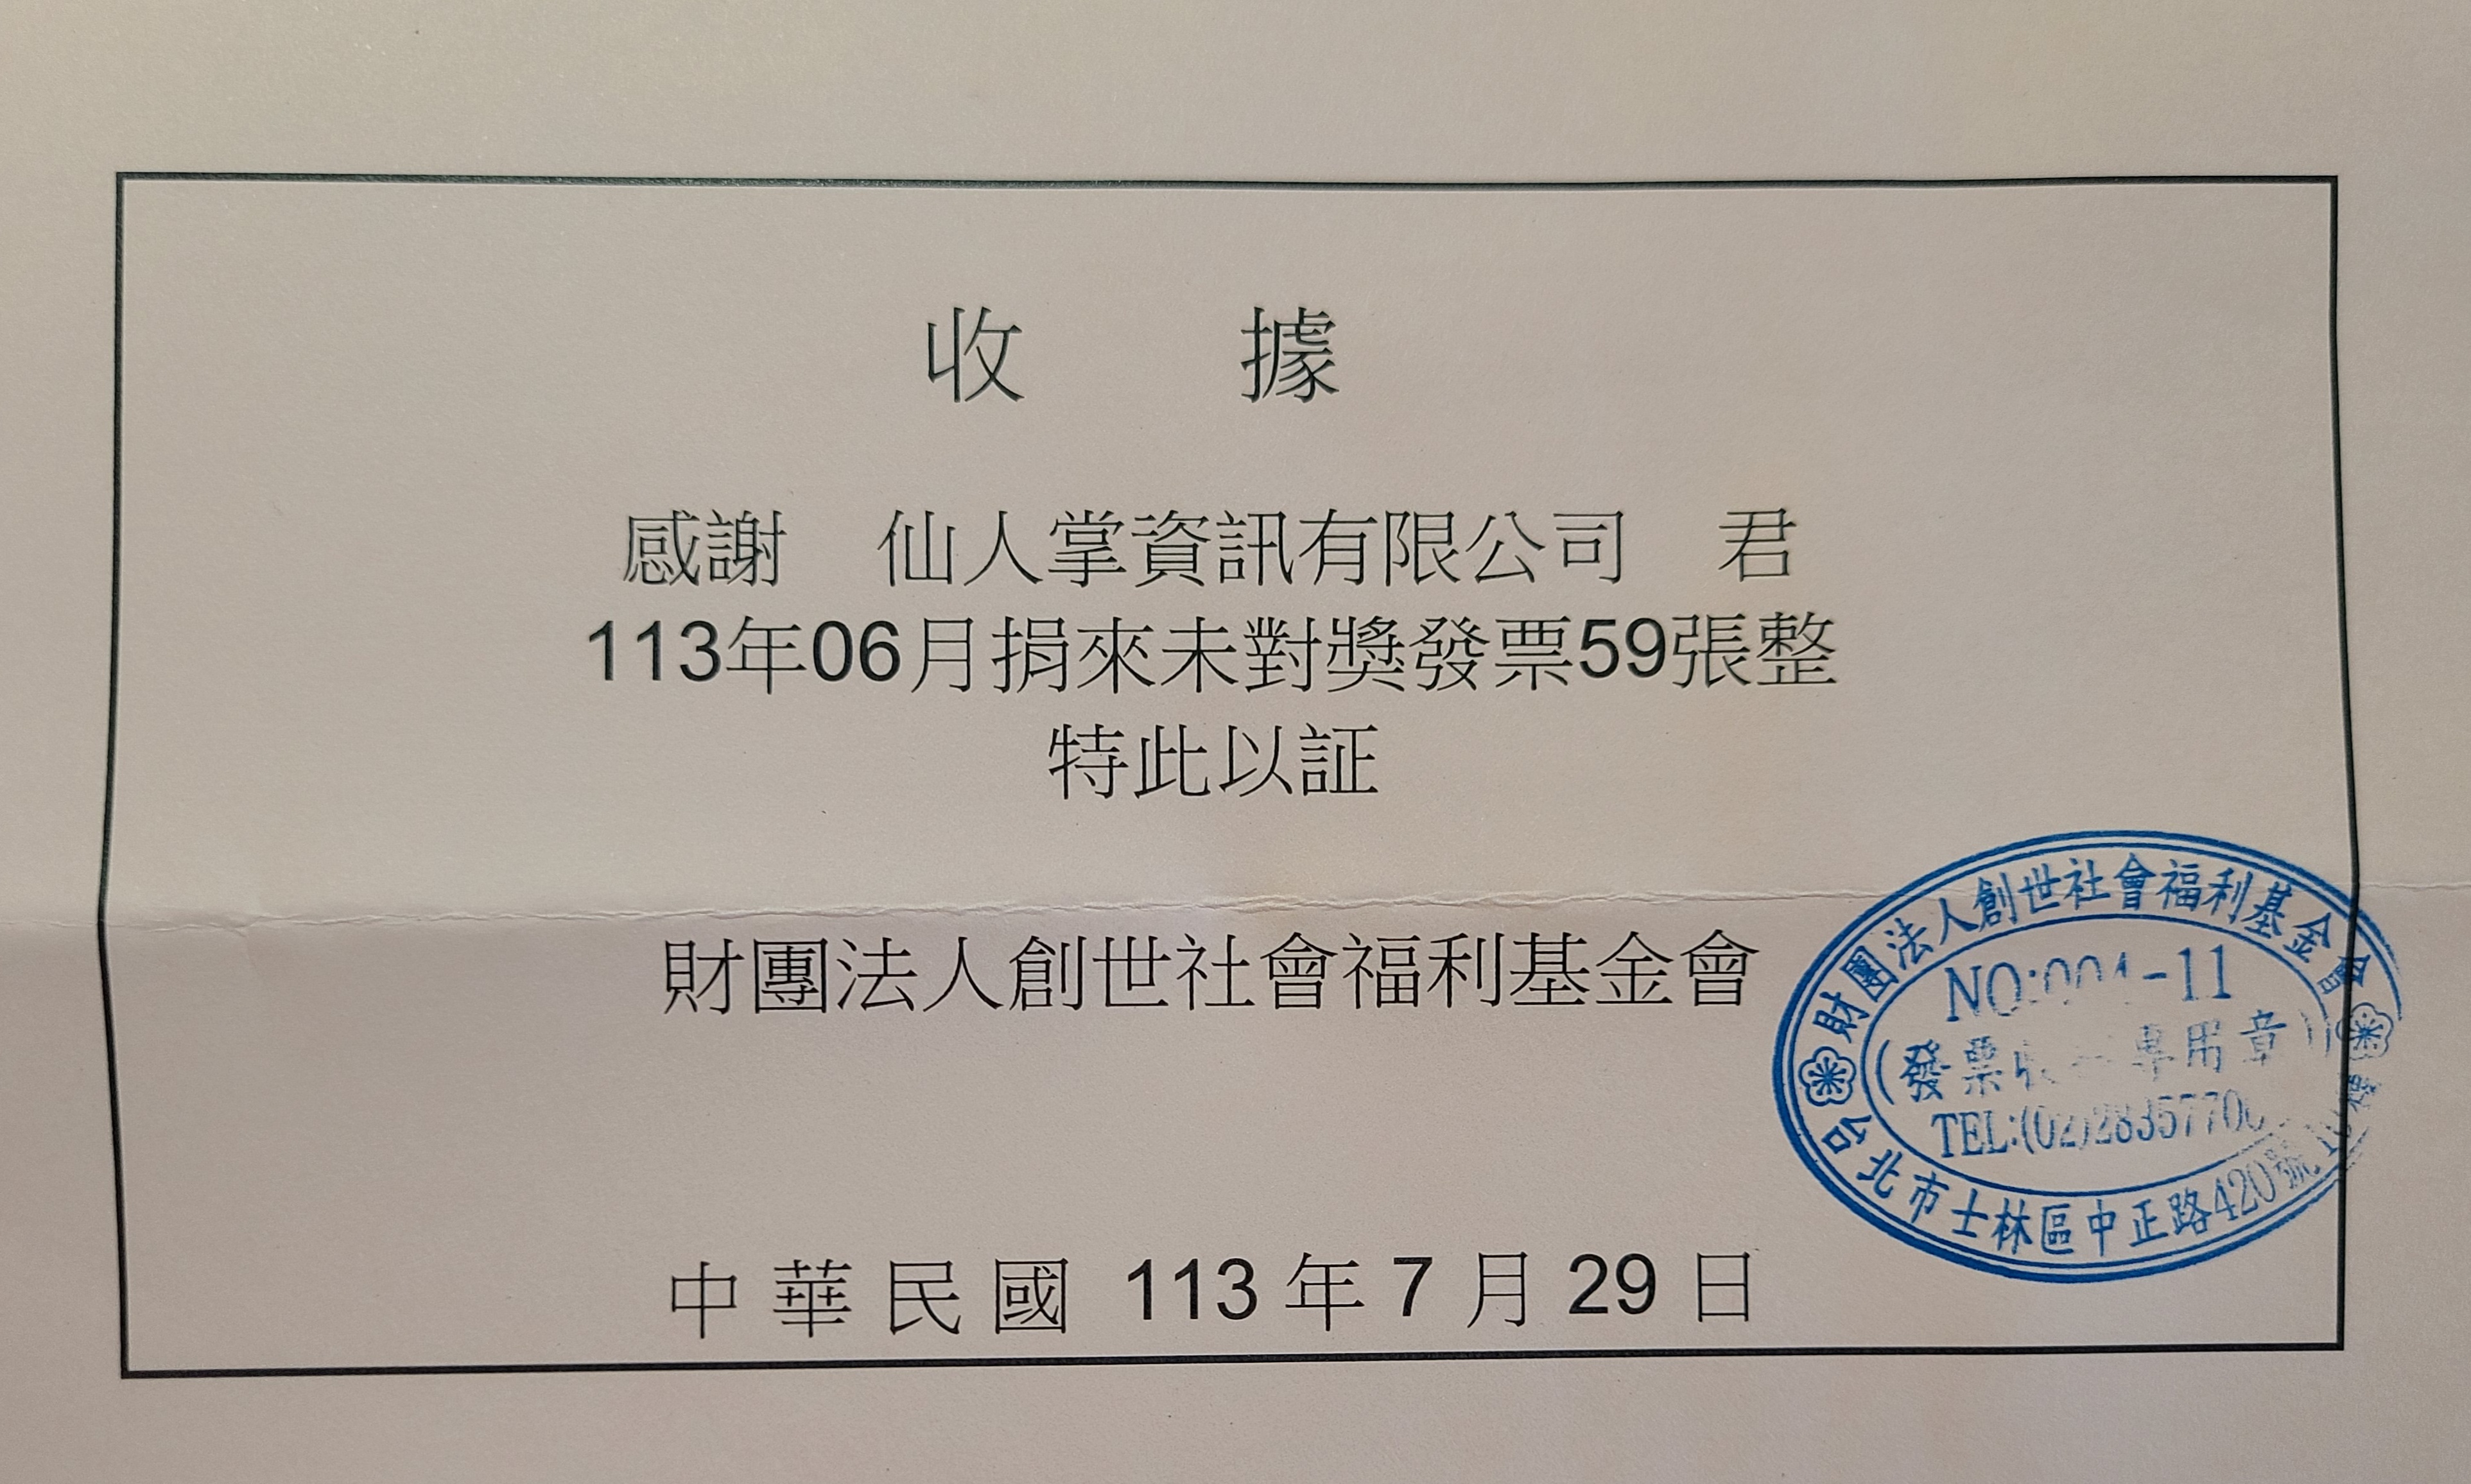 收 據
感謝 仙人掌資訊有限公司 君
113年06月捐來未對獎發票59張整
特此以証
財團法人創世社會福利基金會
中華民國 113 年 7 月 29 日
財團法人創世社會福利基金會
-11
(發票 專用章)
TEL:(02)
台北市士林區中正路420號